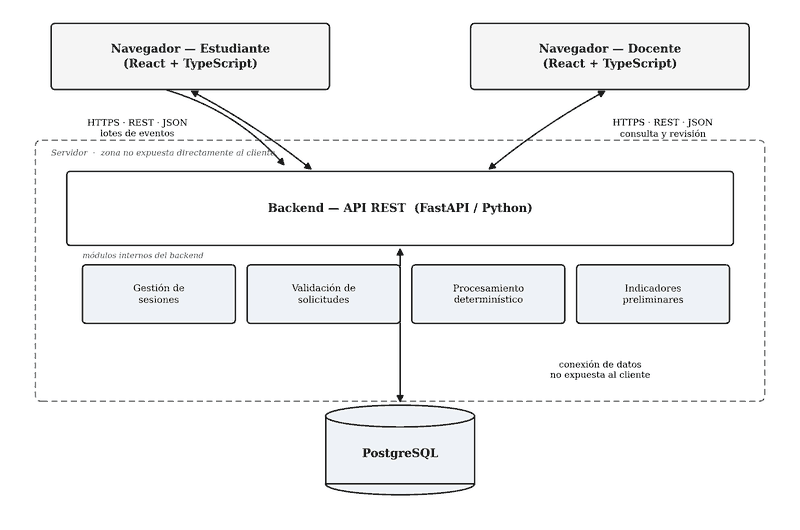 Navegador — Estudiante
(React + TypeScript)
Navegador — Docente
(React + TypeScript)
HTTPS · REST · JSON
lotes de eventos
HTTPS · REST · JSON
consulta y revisión
Servidor · zona no expuesta directamente al cliente
Backend — API REST (FastAPI / Python)
módulos internos del backend
Gestión de
sesiones
Validación de
solicitudes
Procesamiento
determinístico
Indicadores
preliminares
conexión de datos
no expuesta al cliente
PostgreSQL